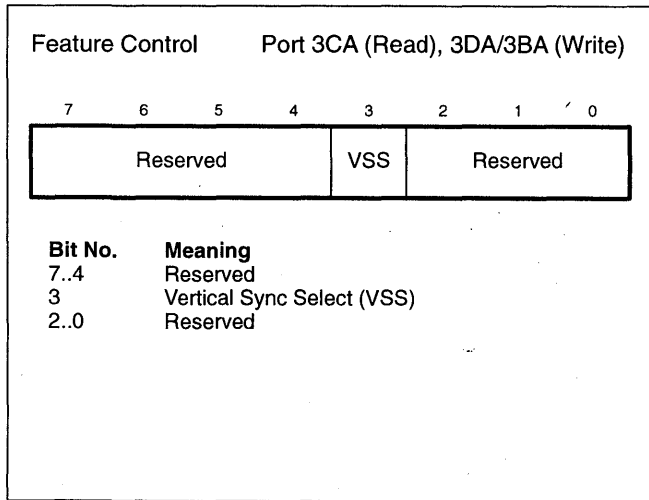 Feature Control Port 3CA (Read), 3DA/3BA (Write)
7 6 5 4 3 2 1 0
Reserved VSS Reserved
Bit No. Meaning
7..4 Reserved
3 Vertical Sync Select (VSS)
2..0 Reserved